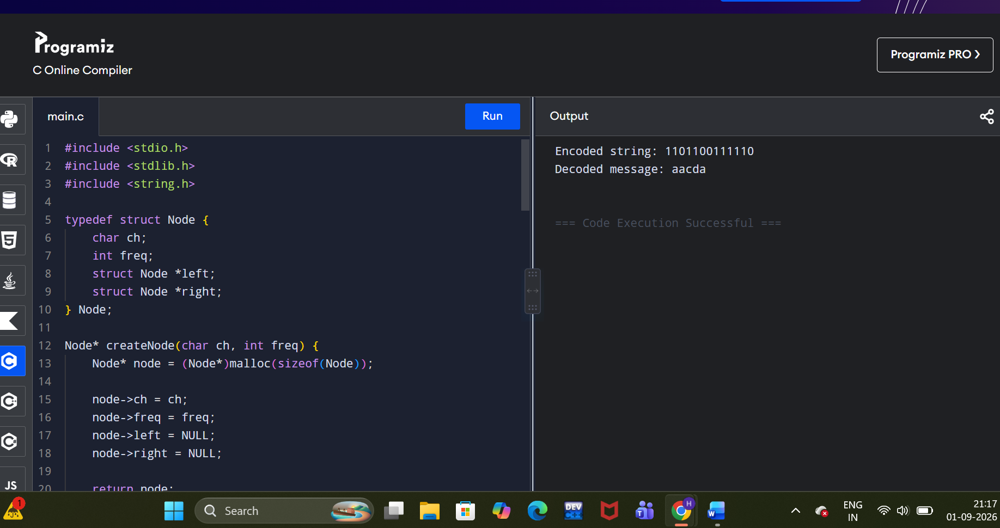 Programiz
C Online Compiler
Programiz PRO ❯
main.c
Run
1 #include <stdio.h>
2 #include <stdlib.h>
3 #include <string.h>
4
5 typedef struct Node {
6 char ch;
7 int freq;
8 struct Node *left;
9 struct Node *right;
10 } Node;
11
12 Node* createNode(char ch, int freq) {
13 Node* node = (Node*)malloc(sizeof(Node));
14
15 node->ch = ch;
16 node->freq = freq;
17 node->left = NULL;
18 node->right = NULL;
19
20 return node;
Output
Encoded string: 1101100111110
Decoded message: aacda
=== Code Execution Successful ===
JS
1
Search
DEV
C++
T
H
W
ENG
IN
21:17
01-09-2026